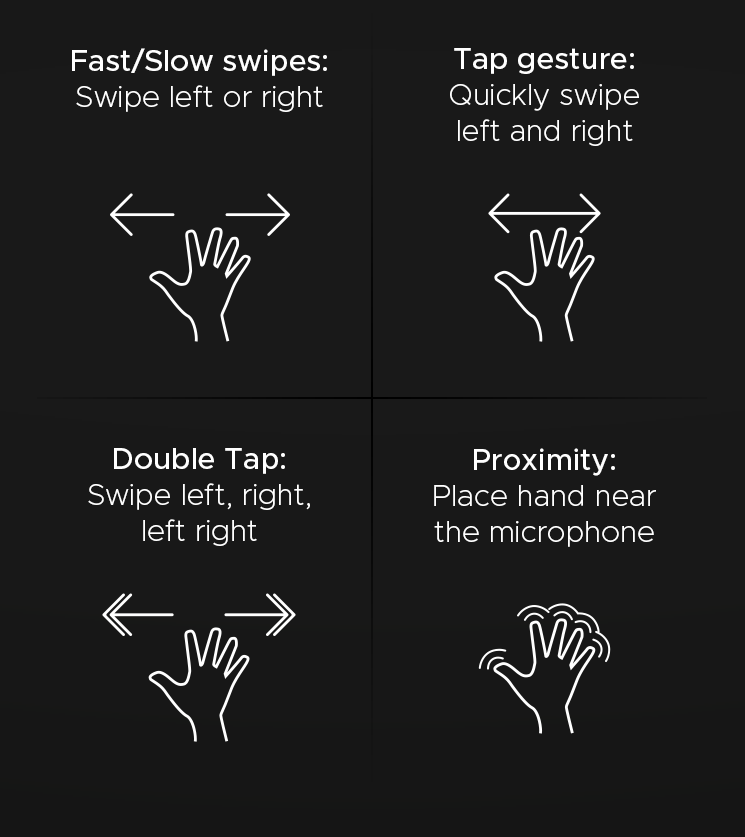 Fast/Slow swipes:
Swipe left or right
Tap gesture:
Quickly swipe
left and right
Double Tap:
Swipe left, right,
left right
Proximity:
Place hand near
the microphone